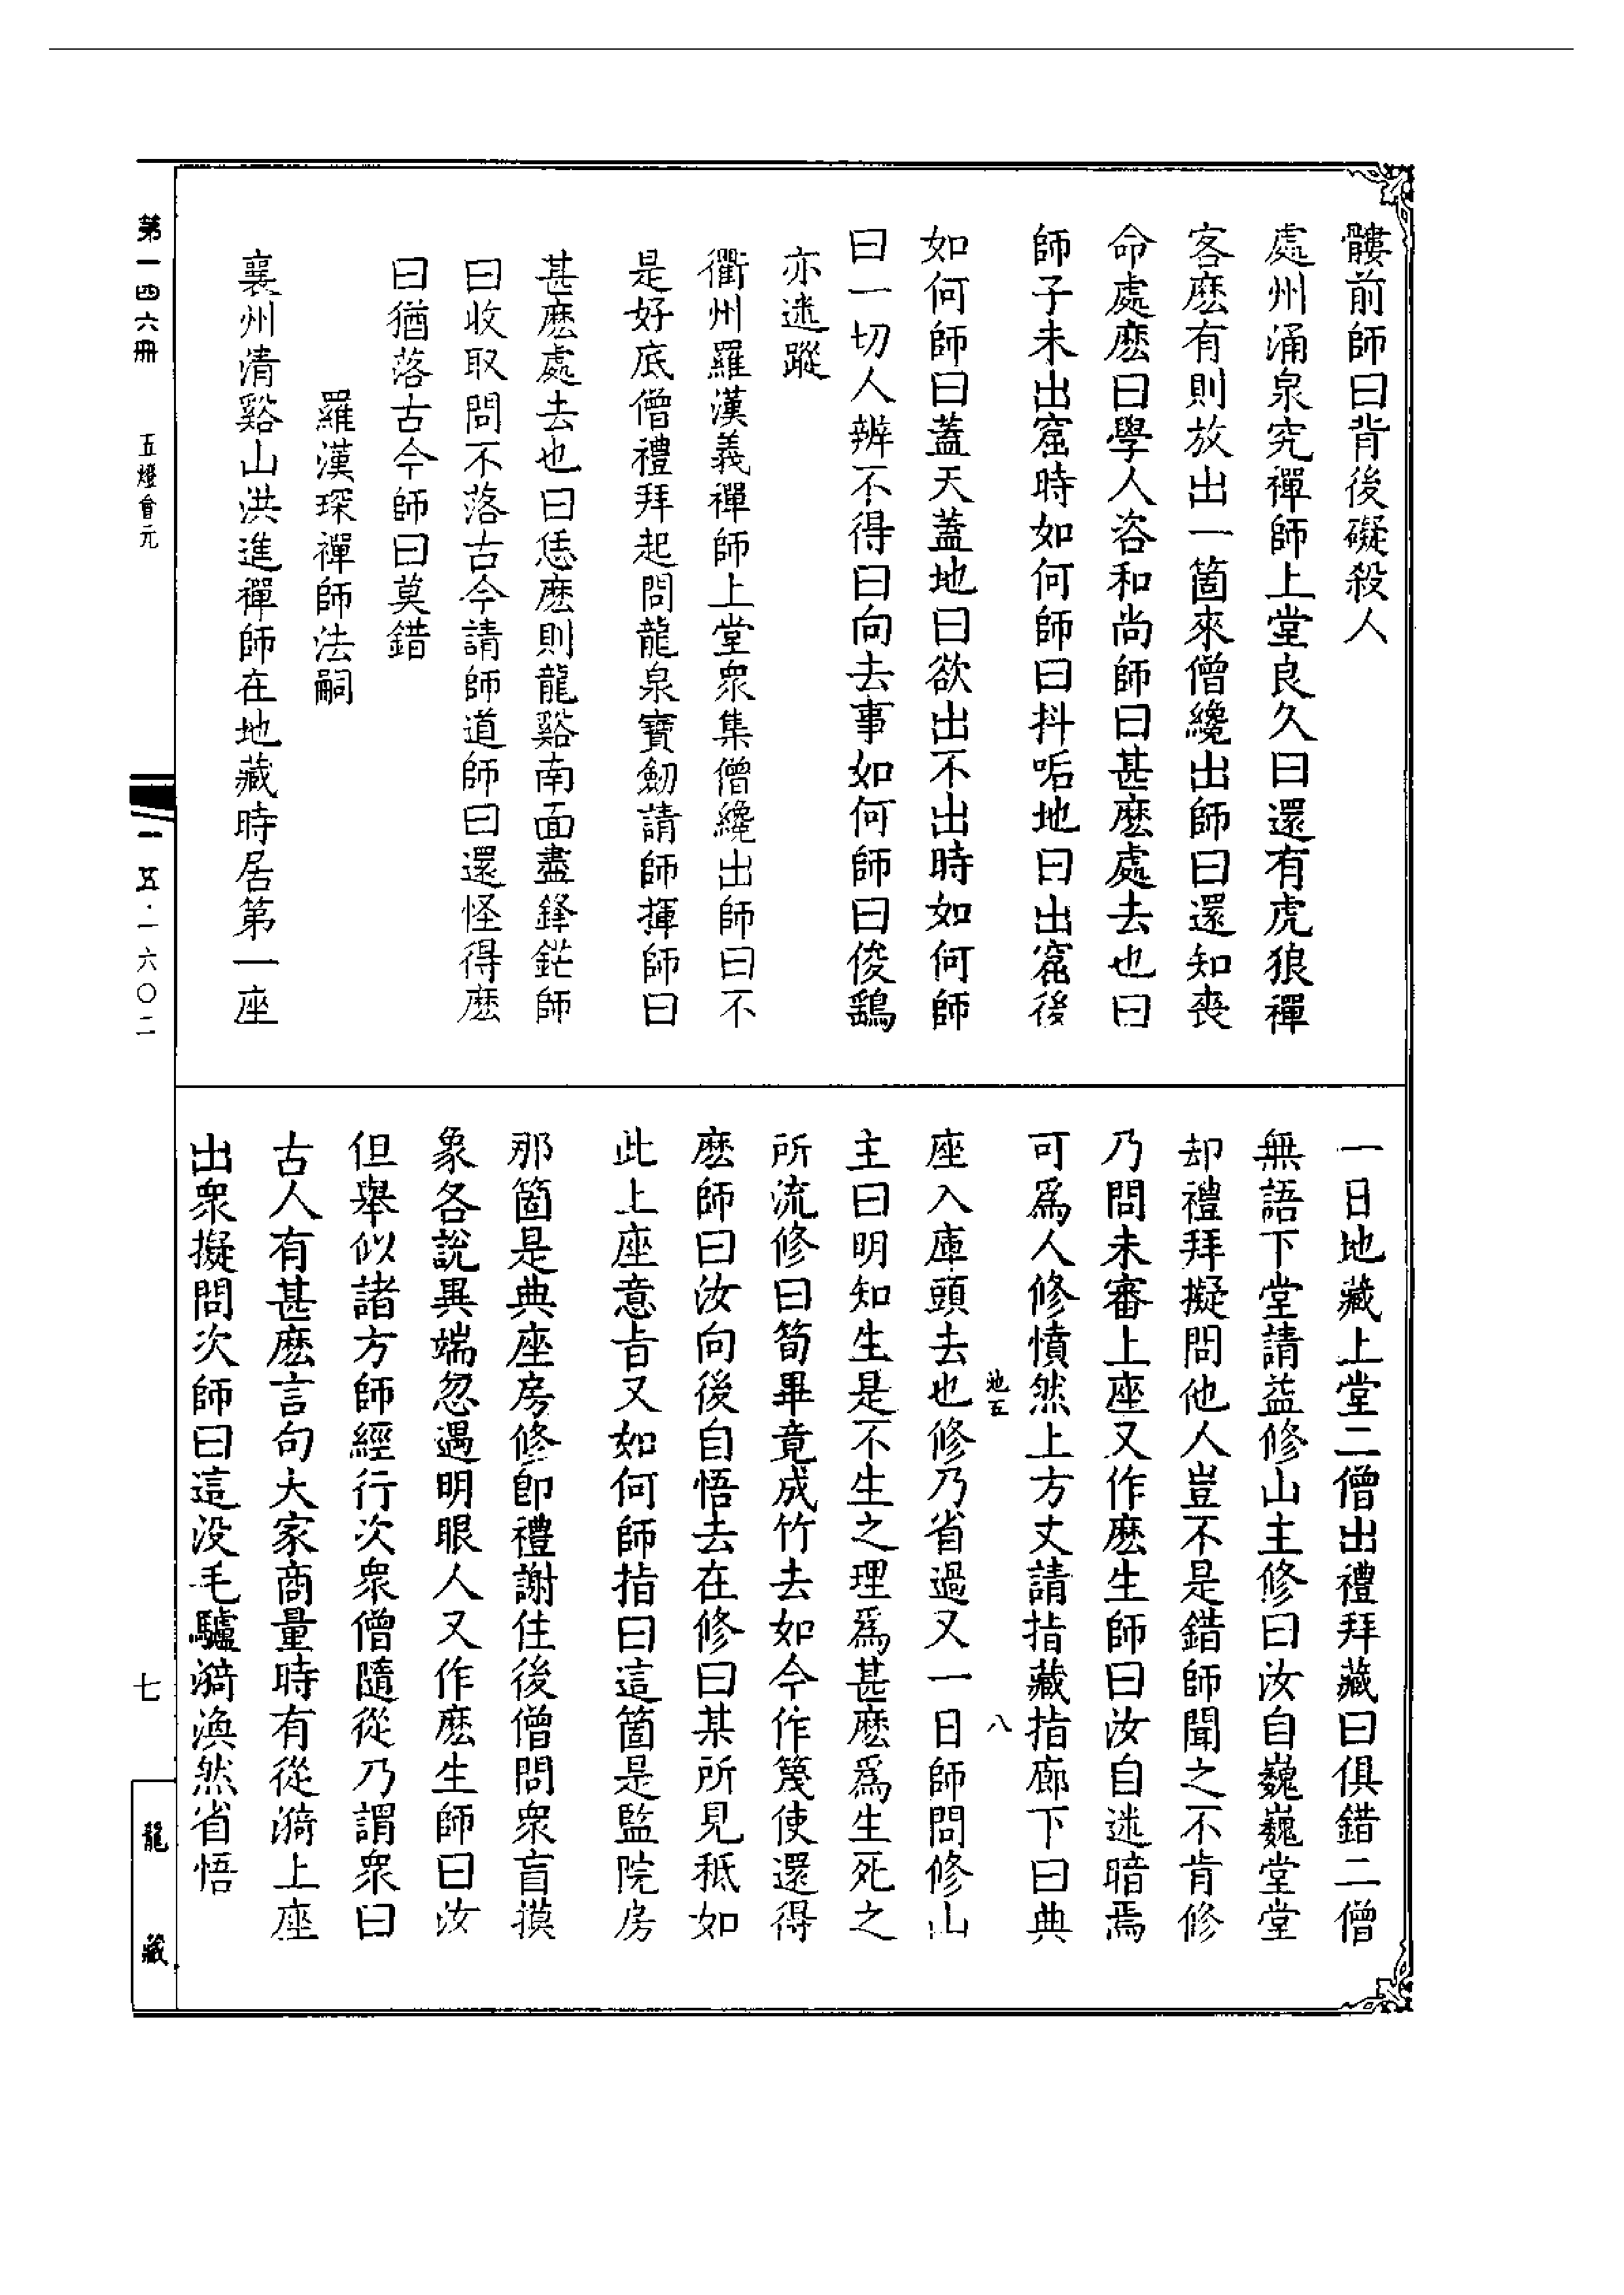 髏前師曰背後礙殺人
處州涌泉究禪師上堂良久曰還有虎狼禪
客麽有則放出一箇來僧纔出師曰還知喪
命處麽曰學人咨和尚師曰甚麽處去也曰
師子未出窟時如何師曰抖㖃地曰出窟後
如何師曰蓋天蓋地曰欲出不出時如何師
曰一切人辨不得曰向去事如何師曰俊鷂
亦迷蹤
衢州羅漢義禪師上堂衆集僧纔出師曰不
是好底僧禮拜起問龍泉寶劒請師揮師曰
甚麽處去也曰恁麽則龍谿南面盡鋒鋩師
曰收取問不落古今請師道師曰還怪得麽
曰猶落古今師曰莫錯
羅漢琛禪師法嗣
襄州清谿山洪進禪師在地藏時居第一座
一日地藏上堂二僧出禮拜藏曰俱錯二僧
無語下堂請益修山主修曰汝自巍巍堂堂
却禮拜擬問他人豈不是錯師聞之不肯修
乃問未審上座又作麽生師曰汝自迷暗焉
可爲人修憤然上方丈請指藏指廊下曰典
座入庫頭去也修乃省過又一日師問修山
主曰明知生是不生之理爲甚麽爲生死之
所流修曰筍畢竟成竹去如今作篾使還得
麽師曰汝向後自悟去在修曰某所見秖如
此上座意旨又如何師指曰這箇是監院房
那箇是典座房修即禮謝住後僧問衆盲摸
象各說異端忽遇明眼人又作麽生師曰汝
但舉似諸方師經行次衆僧隨從乃謂衆曰
古人有甚麽言句大家商量時有從漪上座
出衆擬問次師曰這没毛驢漪渙然省悟
池五
八
第一四六冊
五燈會元
一五·一六〇二
七
龍藏